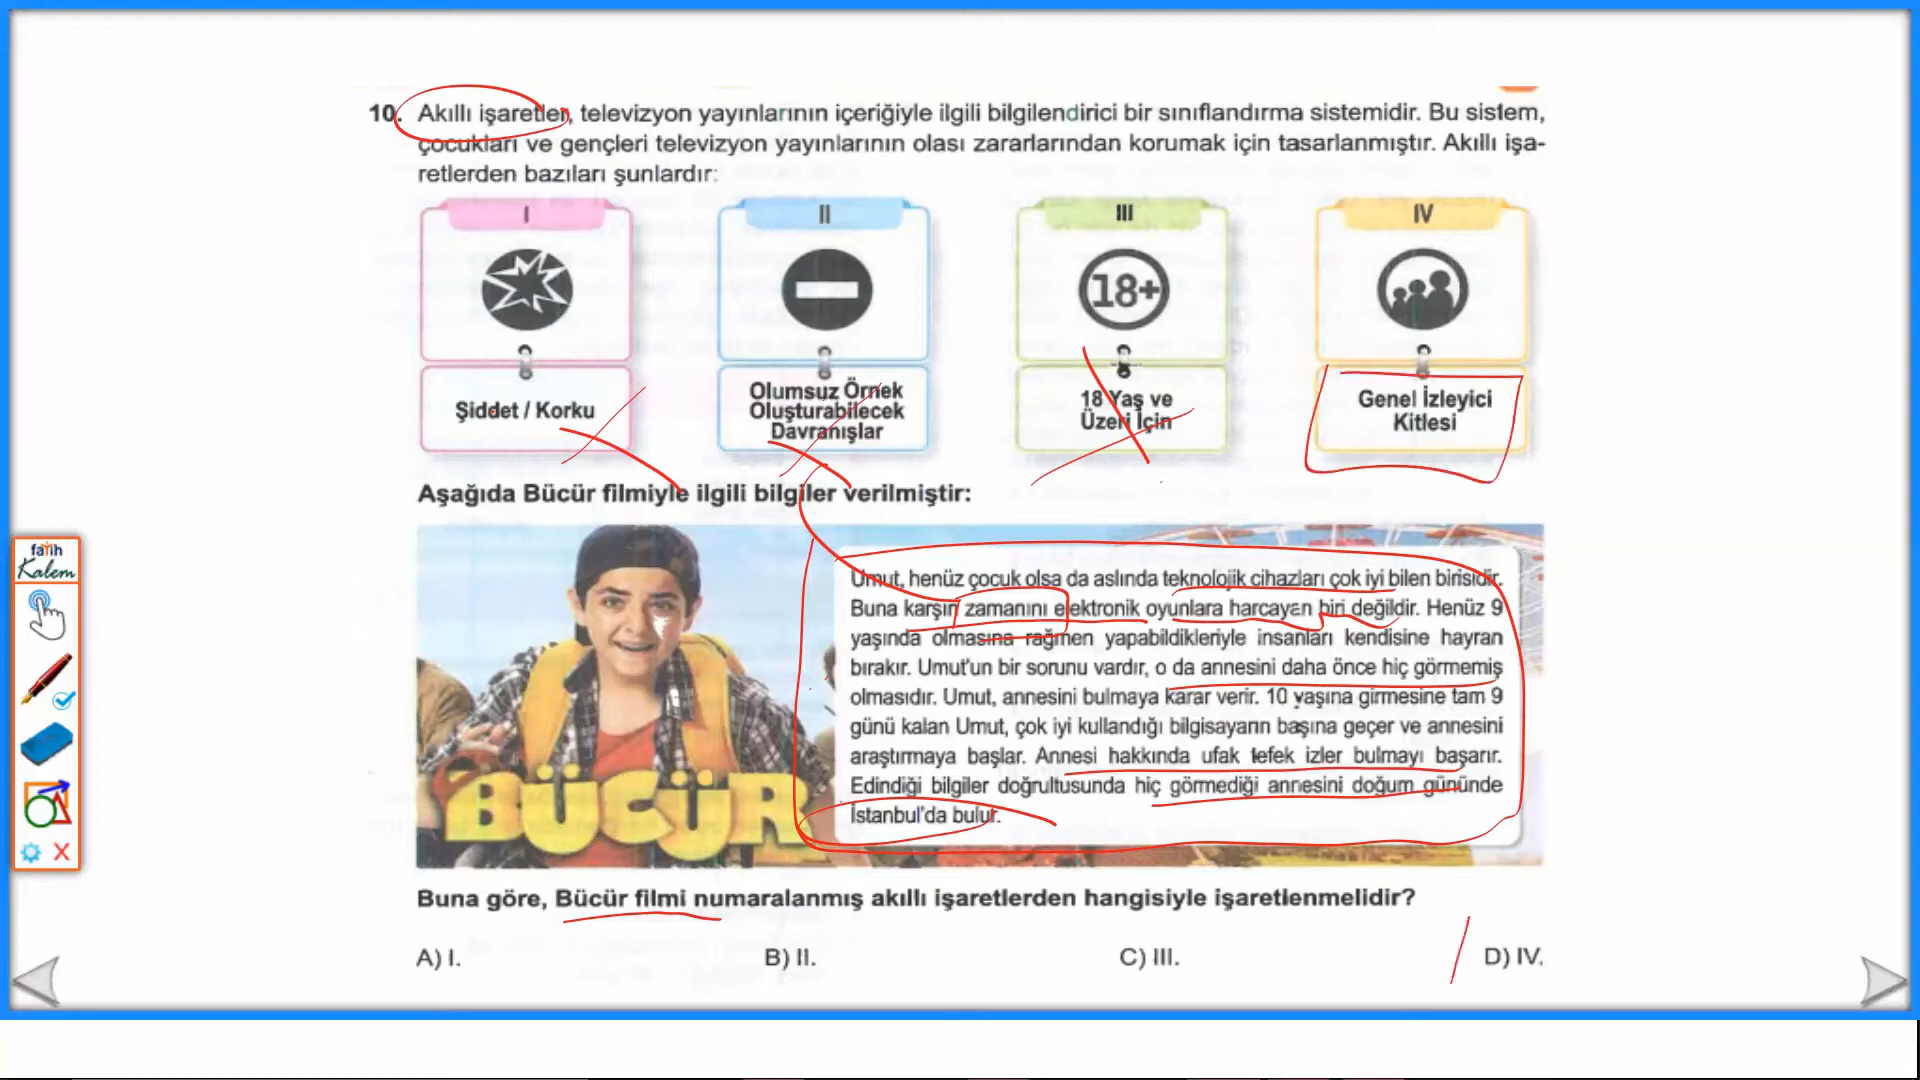 10. Akıllı işaretler, televizyon yayınlarının içeriğiyle ilgili bilgilendirici bir sınıflandırma sistemidir. Bu sistem,
çocukları ve gençleri televizyon yayınlarının olası zararlarından korumak için tasarlanmıştır. Akıllı işa-
retlerden bazıları şunlardır:
I
II
III
IV
18+
Şiddet / Korku
Olumsuz Örnek
Oluşturabilecek
Davranışlar
18 Yaş ve
Üzeri İçin
Genel İzleyici
Kitlesi
Aşağıda Bücür filmiyle ilgili bilgiler verilmiştir:
fatih
Kalem
BÜCÜR
Umut, henüz çocuk olsa da aslında teknolojik cihazları çok iyi bilen birisidir.
Buna karşın zamanını elektronik oyunlara harcayan biri değildir. Henüz 9
yaşında olmasına rağmen yapabildikleriyle insanları kendisine hayran
bırakır. Umut'un bir sorunu vardır, o da annesini daha önce hiç görmemiş
olmasıdır. Umut, annesini bulmaya karar verir. 10 yaşına girmesine tam 9
günü kalan Umut, çok iyi kullandığı bilgisayarın başına geçer ve annesini
araştırmaya başlar. Annesi hakkında ufak tefek izler bulmayı başarır.
Edindiği bilgiler doğrultusunda hiç görmediği annesini doğum gününde
İstanbul'da bulur.
Buna göre, Bücür filmi numaralanmış akıllı işaretlerden hangisiyle işaretlenmelidir?
A) I.
B) II.
C) III.
D) IV.